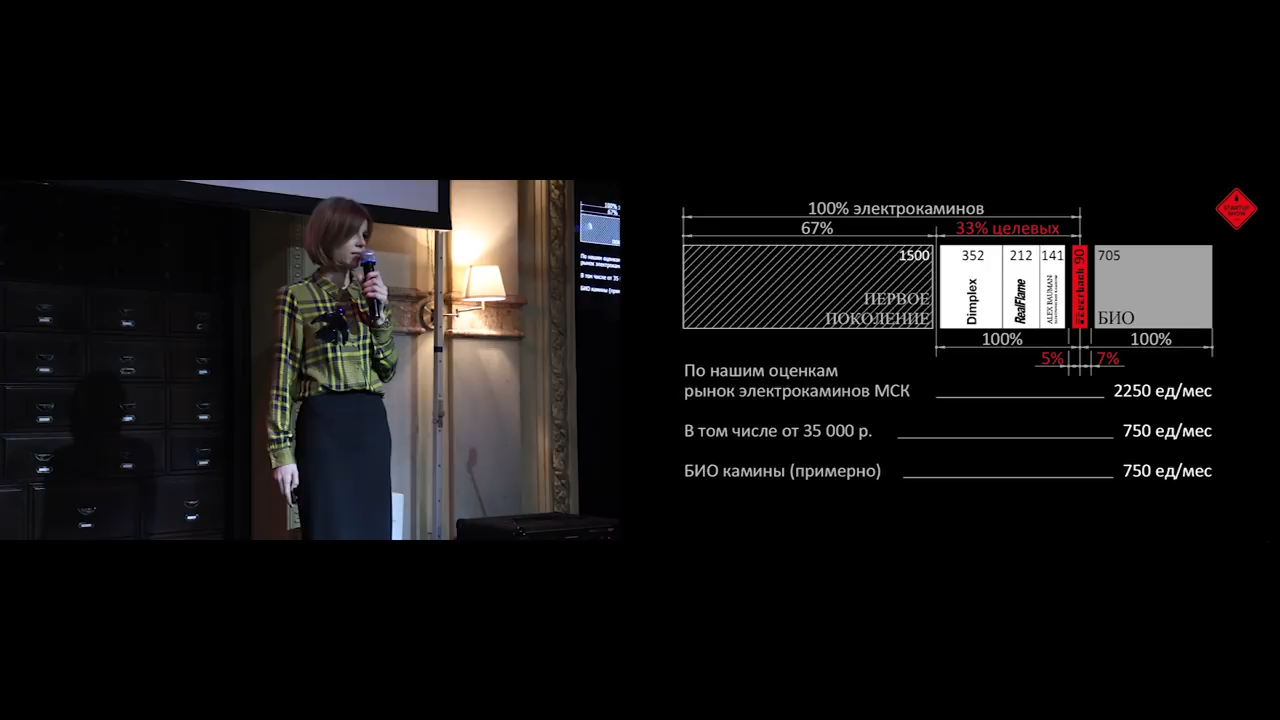 100% электрокаминов
67%
33% целевых
STARTUP
SHOW
1500
352
212
141
90
705
ПЕРВОЕ
ПОКОЛЕНИЕ
Dimplex
RealFlame
ALEX BAUMAN
БИО
100%
100%
5%
7%
По нашим оценкам
рынок электрокаминов МСК
2250 ед/мес
В том числе от 35 000 р.
750 ед/мес
БИО камины (примерно)
750 ед/мес